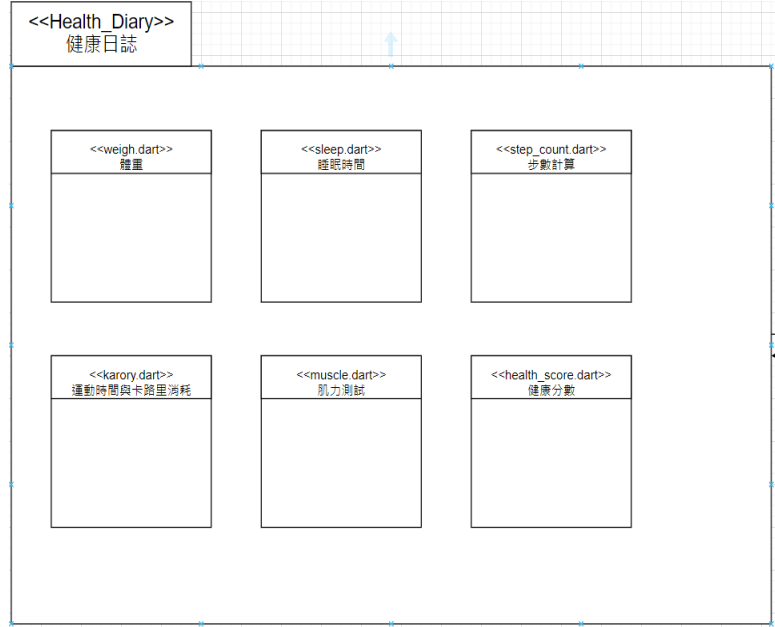 <<Health_Diary>>
健康日誌
<<weigh.dart>>
體重
<<sleep.dart>>
睡眠時間
<<step_count.dart>>
步數計算
<<karory.dart>>
運動時間與卡路里消耗
<<muscle.dart>>
肌力測試
<<health_score.dart>>
健康分數